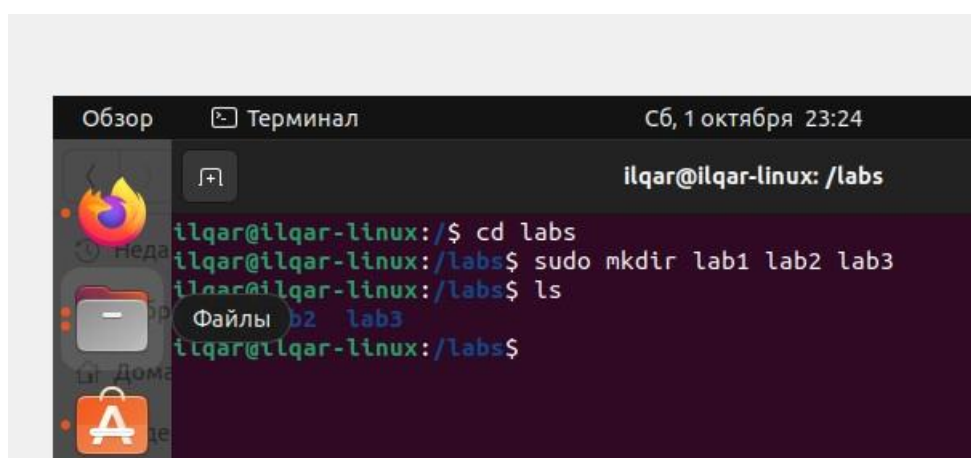 Обзор Терминал Сб, 1 октября 23:24
ilqar@ilqar-linux: /labs
ilqar@ilqar-linux:/$ cd labs
ilqar@ilqar-linux:/labs$ sudo mkdir lab1 lab2 lab3
ilqar@ilqar-linux:/labs$ ls
Файлы b2 lab3
ilqar@ilqar-linux:/labs$